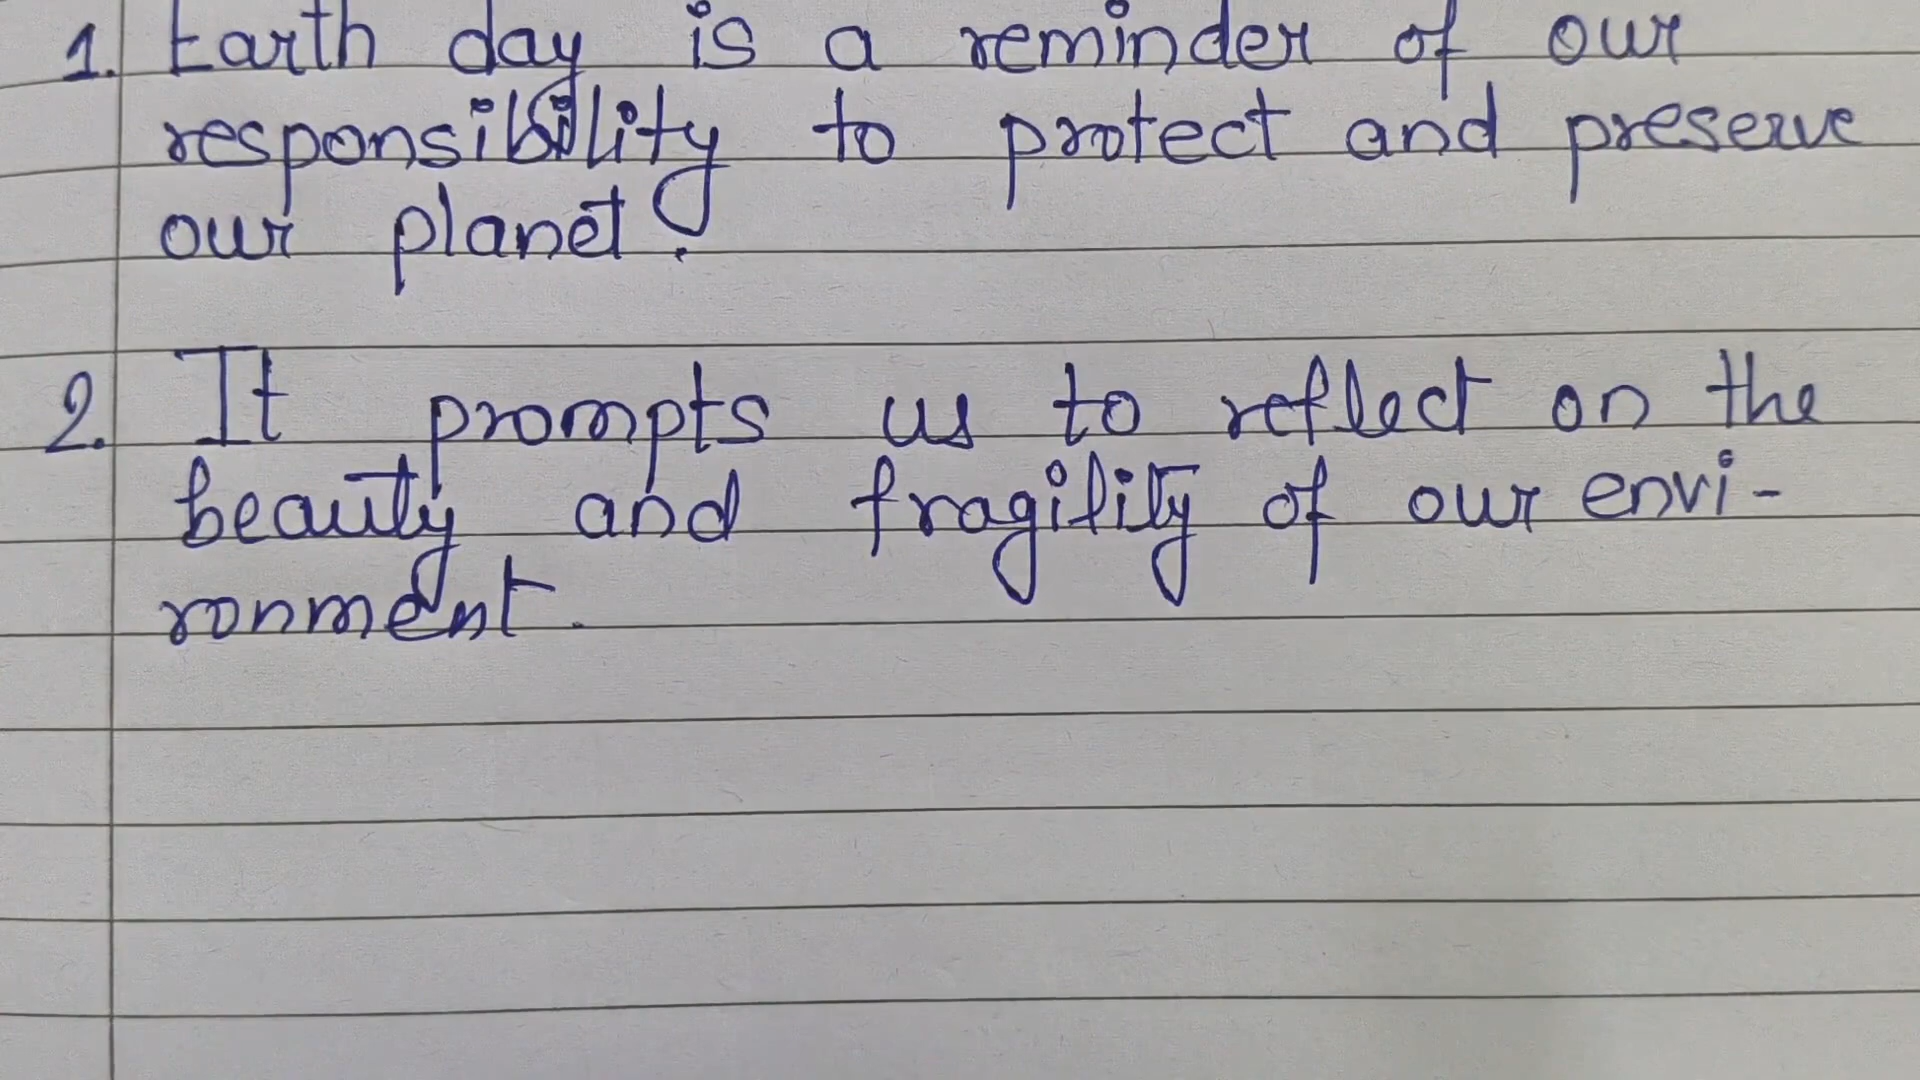 1. Earth day is a reminder of our
responsibility to protect and preserve
our planet.
2. It prompts us to reflect on the
beauty and fragility of our envi-
ronment.